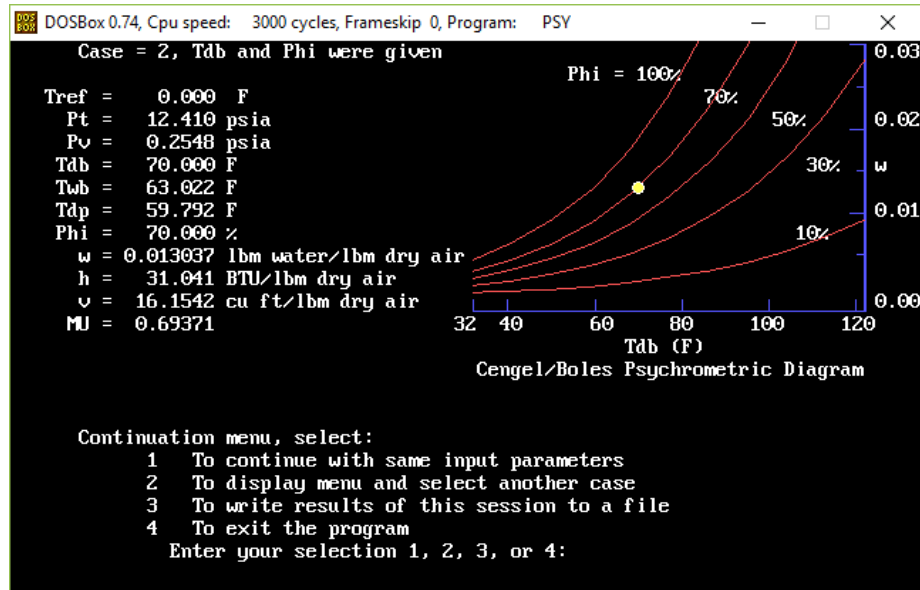 DOSBox 0.74, Cpu speed: 3000 cycles, Frameskip 0, Program: PSY
Case = 2, Tdb and Phi were given
Tref = 0.000 F
Pt = 12.410 psia
Pv = 0.2548 psia
Tdb = 70.000 F
Twb = 63.022 F
Tdp = 59.792 F
Phi = 70.000 %
w = 0.013037 lbm water/lbm dry air
h = 31.041 BTU/lbm dry air
v = 16.1542 cu ft/lbm dry air
MU = 0.69371
Phi = 100%
70%
50%
30%
10%
0.03
0.02
w
0.01
0.00
32 40 60 80 100 120
Tdb (F)
Cengel/Boles Psychrometric Diagram
Continuation menu, select:
1 To continue with same input parameters
2 To display menu and select another case
3 To write results of this session to a file
4 To exit the program
Enter your selection 1, 2, 3, or 4: